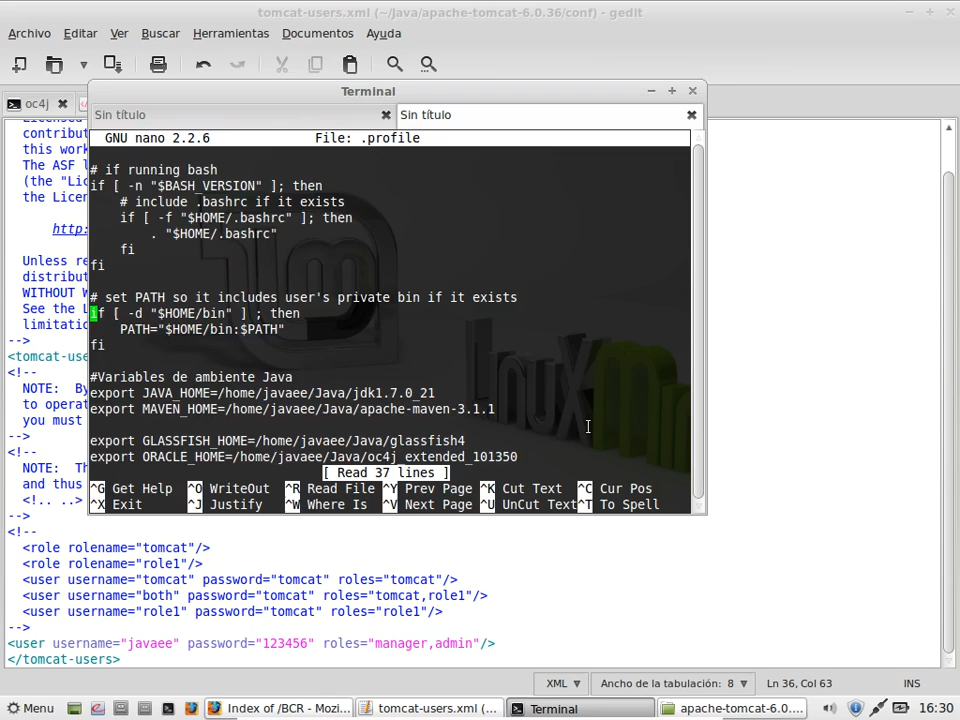 tomcat-users.xml (~/Java/apache-tomcat-6.0.36/conf) - gedit
Archivo Editar Ver Buscar Herramientas Documentos Ayuda
Terminal
oc4j
Sin título
Sin título
GNU nano 2.2.6 File: .profile
# if running bash
if [ -n "$BASH_VERSION" ]; then
# include .bashrc if it exists
if [ -f "$HOME/.bashrc" ]; then
. "$HOME/.bashrc"
fi
fi
# set PATH so it includes user's private bin if it exists
if [ -d "$HOME/bin" ] ; then
PATH="$HOME/bin:$PATH"
fi
#Variables de ambiente Java
export JAVA_HOME=/home/javaee/Java/jdk1.7.0_21
export MAVEN_HOME=/home/javaee/Java/apache-maven-3.1.1
export GLASSFISH_HOME=/home/javaee/Java/glassfish4
export ORACLE_HOME=/home/javaee/Java/oc4j_extended_101350
[ Read 37 lines ]
^G Get Help ^O WriteOut ^R Read File ^Y Prev Page ^K Cut Text ^C Cur Pos
^X Exit ^J Justify ^W Where Is ^V Next Page ^U UnCut Text ^T To Spell
contribut
this work
The ASF l
(the "Lic
the Licen
http:
Unless re
distribut
WITHOUT W
See the L
limitati
-->
<tomcat-use
<!--
NOTE: By
to operat
you must
-->
<!--
NOTE: Th
and thus
<!.. ..>
-->
<!--
<role rolename="tomcat"/>
<role rolename="role1"/>
<user username="tomcat" password="tomcat" roles="tomcat"/>
<user username="both" password="tomcat" roles="tomcat,role1"/>
<user username="role1" password="tomcat" roles="role1"/>
-->
<user username="javaee" password="123456" roles="manager,admin"/>
</tomcat-users>
XML Ancho de la tabulación: 8 Ln 36, Col 63 INS
Menu Index of /BCR - Mozi... tomcat-users.xml (... Terminal apache-tomcat-6.0.... 16:30